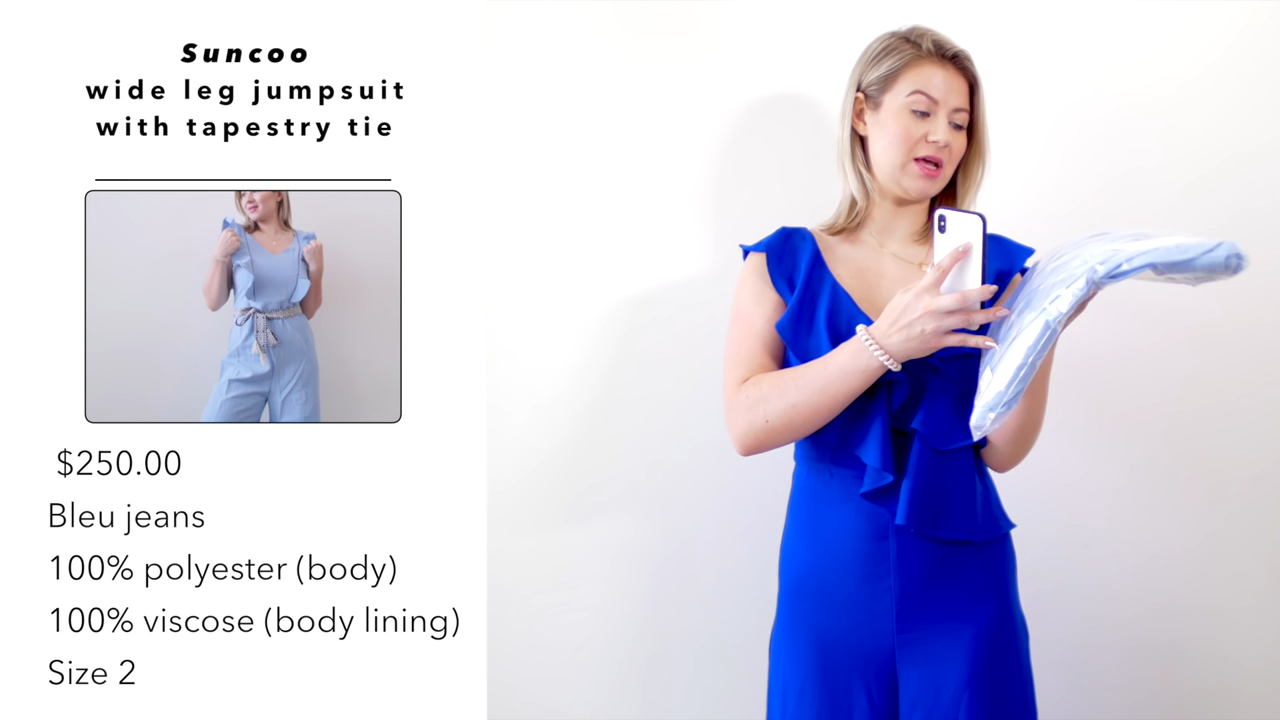 Suncoo
wide leg jumpsuit
with tapestry tie
$250.00
Bleu jeans
100% polyester (body)
100% viscose (body lining)
Size 2